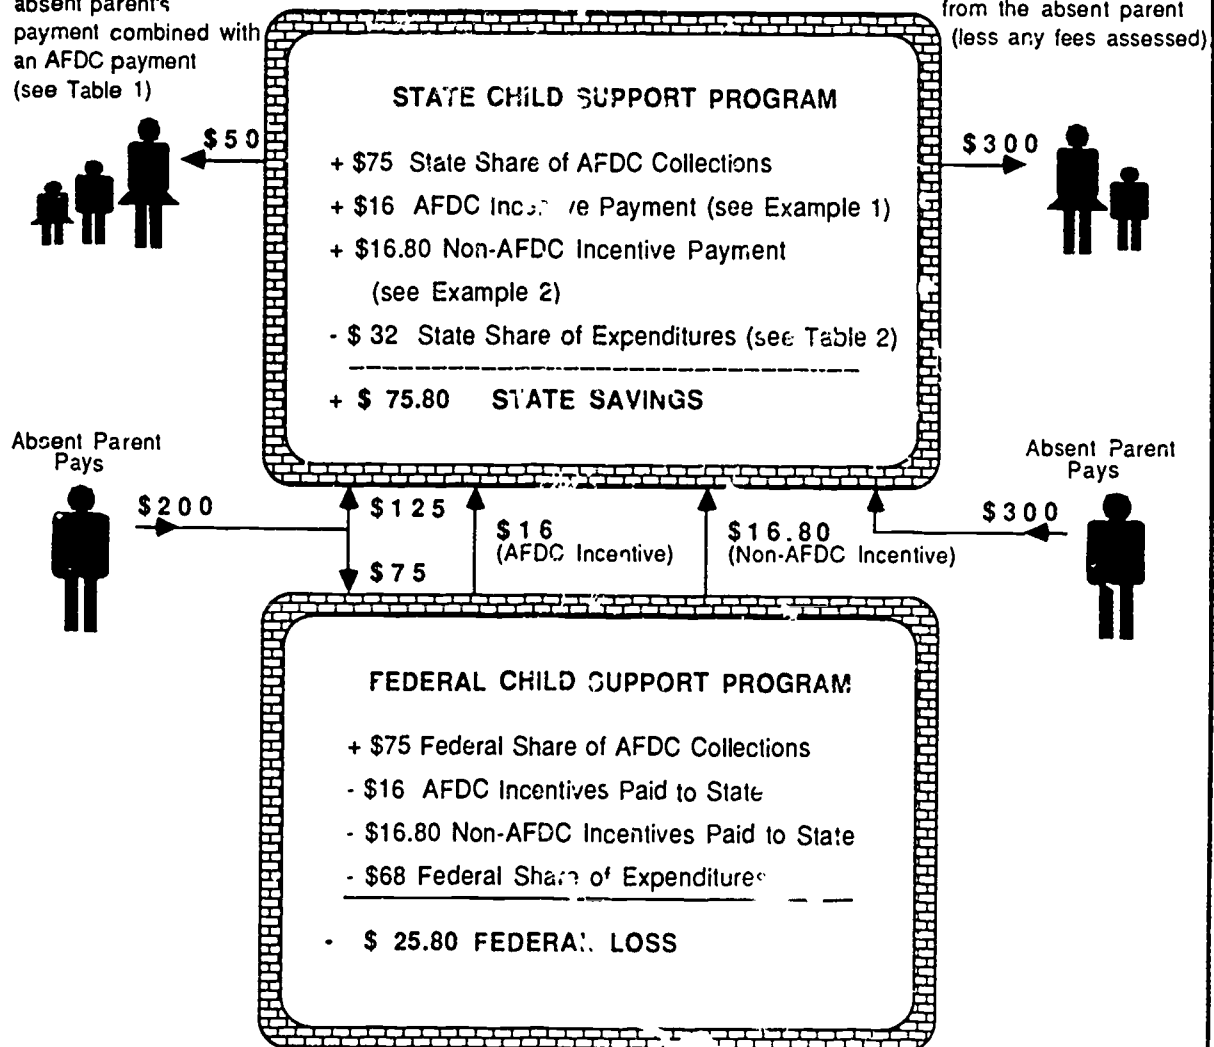 absent parent's
payment combined with
an AFDC payment
(see Table 1)
from the absent parent
(less any fees assessed)
STATE CHILD SUPPORT PROGRAM
$50
$300
+ $75 State Share of AFDC Collections
+ $16 AFDC Payment (see Example 1)
+ $16.80 Non-AFDC Incentive Payment
(see Example 2)
- $ 32 State Share of Expenditures (see Table 2)
+ $ 75.80 STATE SAVINGS
Absent Parent
Pays
Absent Parent
Pays
$200
$125
$75
$16
(AFDC Incentive)
$16.80
(Non-AFDC Incentive)
$300
FEDERAL CHILD SUPPORT PROGRAM
+ $75 Federal Share of AFDC Collections
- $16 AFDC Incentives Paid to State
- $16.80 Non-AFDC Incentives Paid to State
- $68 Federal Share of Expenditures
- $ 25.80 FEDERAL LOSS